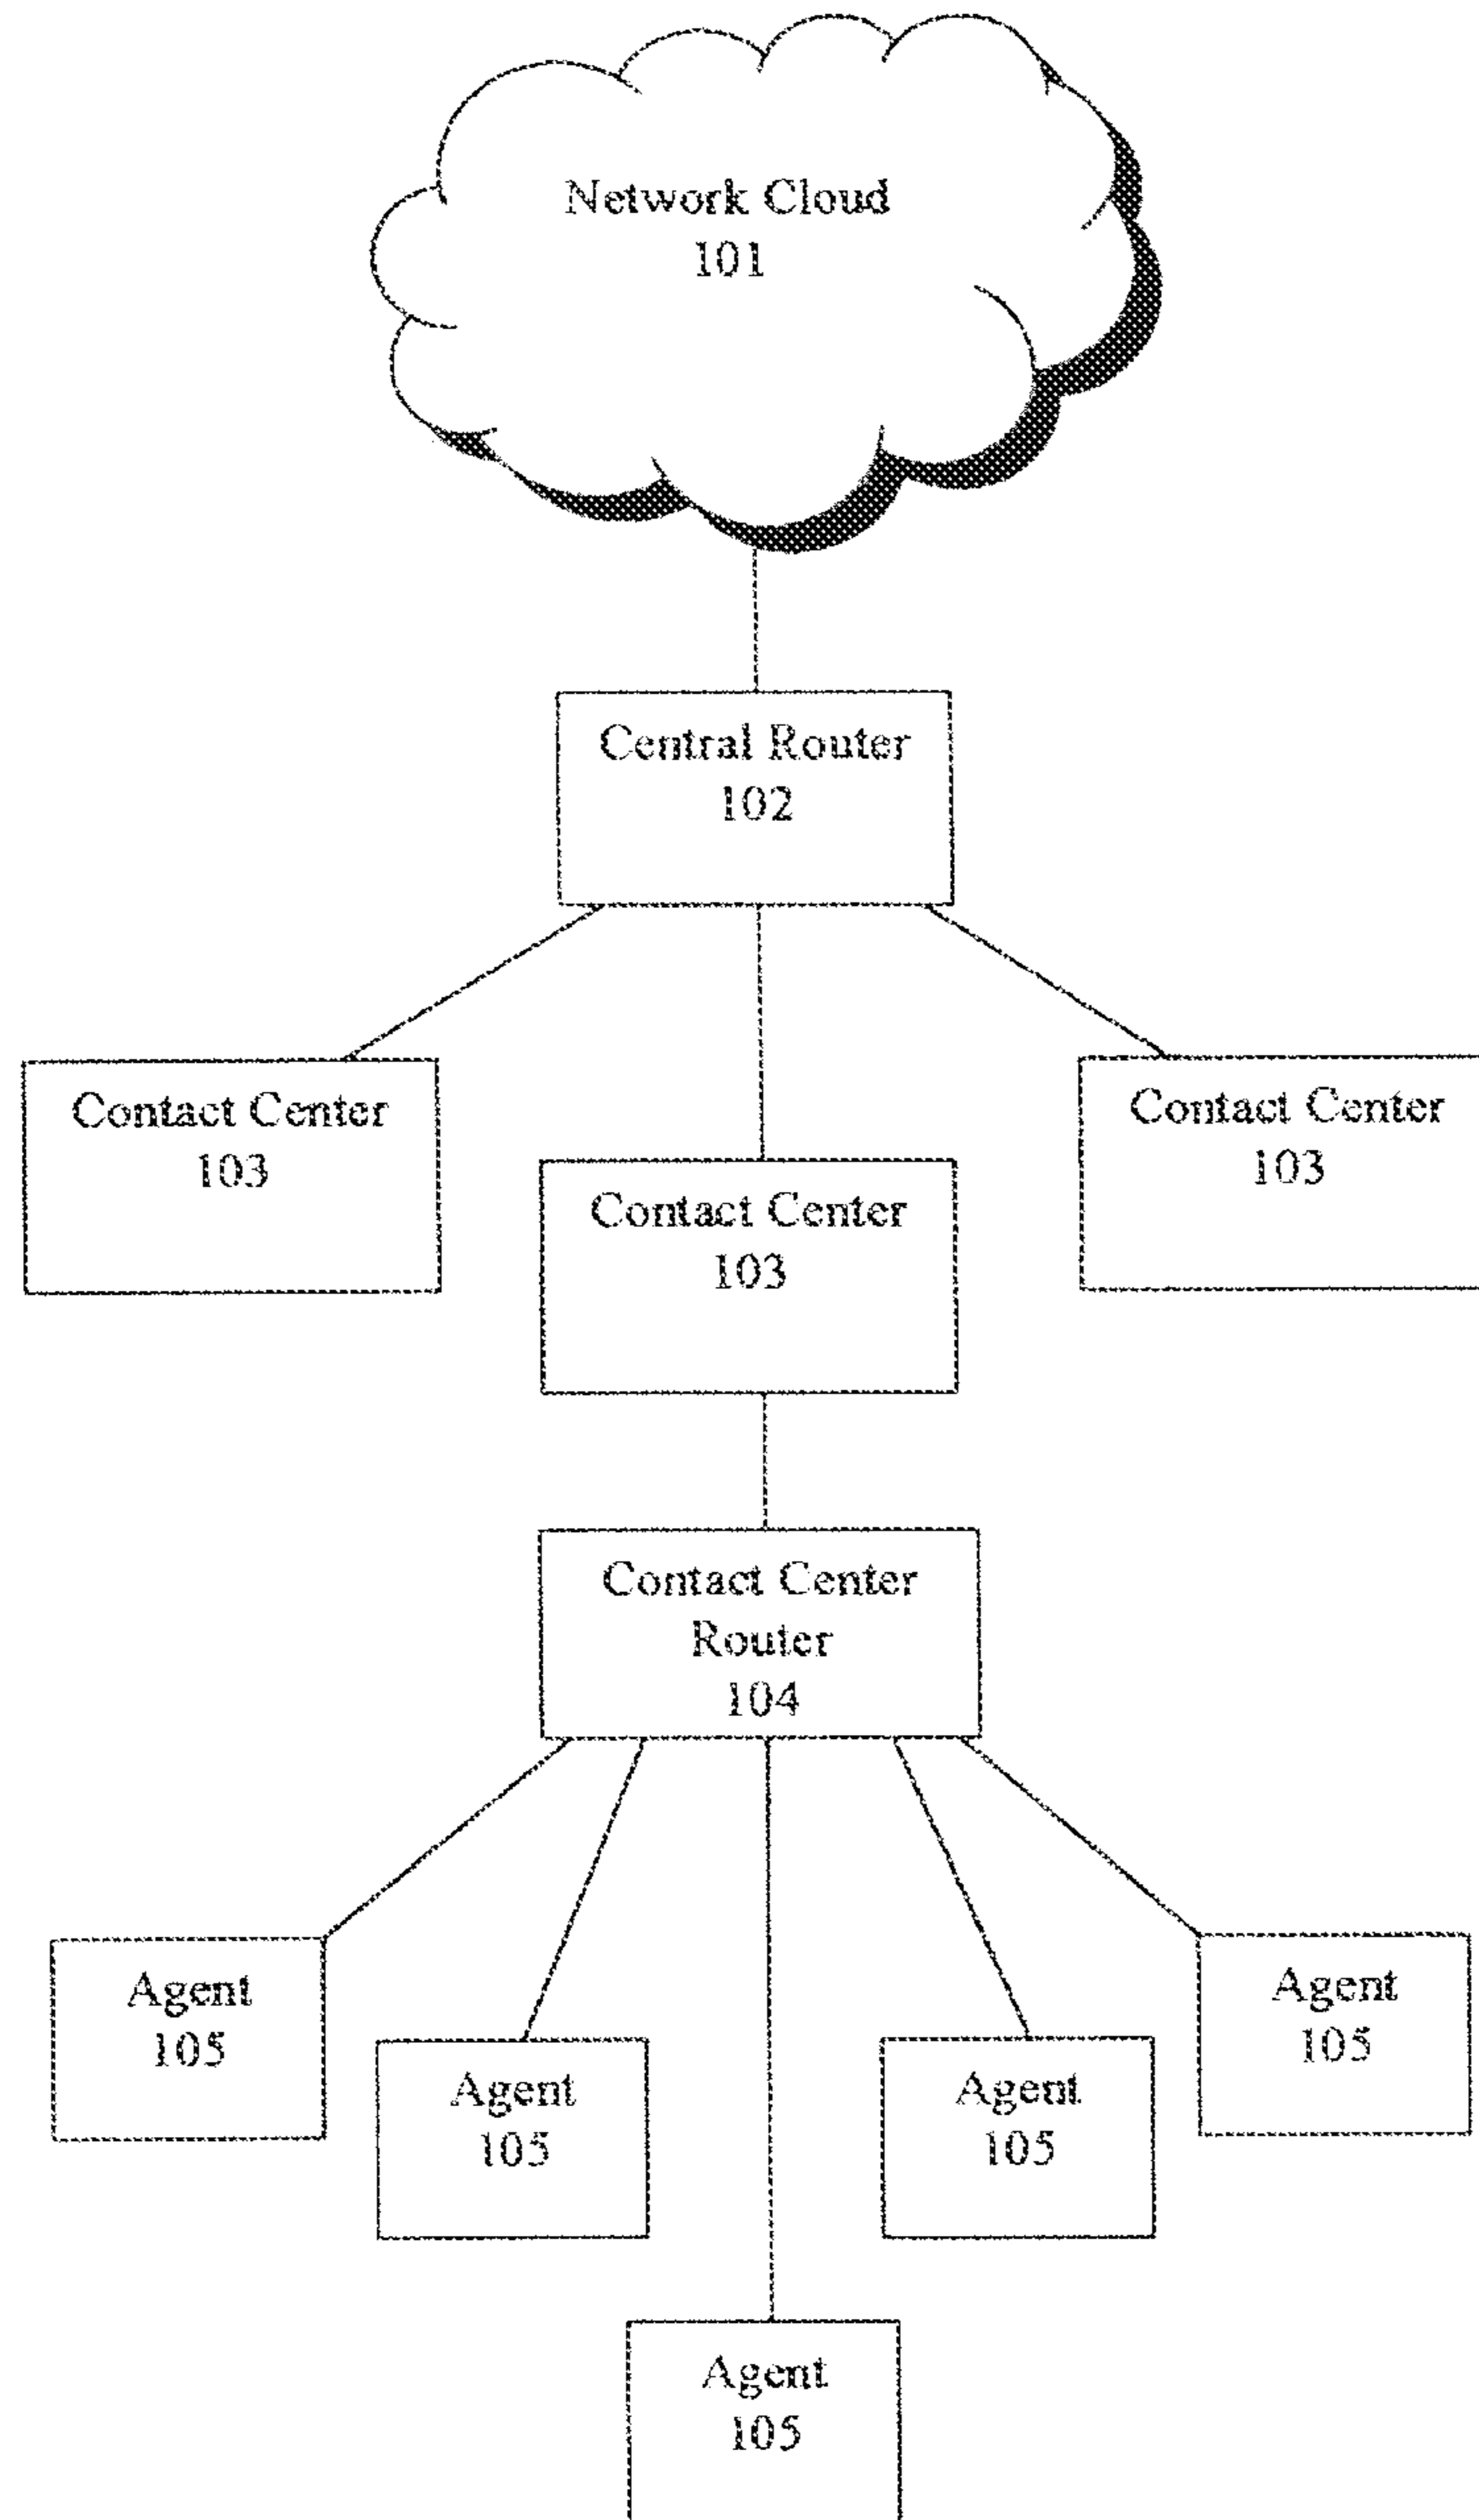 Network Cloud
101
Central Router
102
Contact Center
103
Contact Center
103
Contact Center
103
Contact Center
Router
104
Agent
105
Agent
105
Agent
105
Agent
105
Agent
105